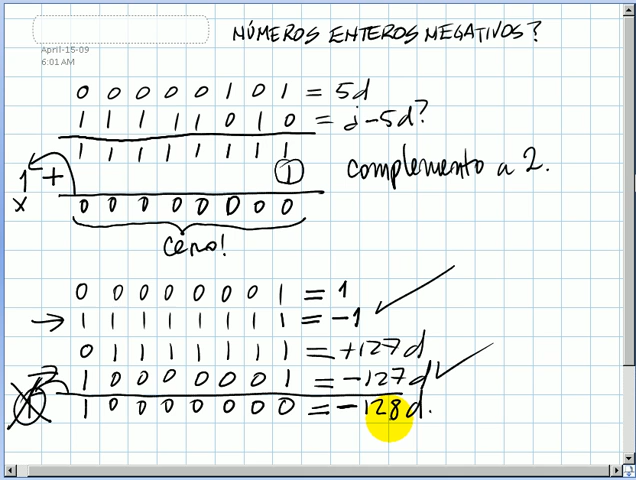 NÚMEROS ENTEROS NEGATIVOS?
April-15-09
6:01 AM
0 0 0 0 0 1 0 1 = 5d
1 1 1 1 1 0 1 0 = ¿-5d?
1 1 1 1 1 1 1 1
1 + 1
complemento a 2.
x 0 0 0 0 0 0 0 0
Cero!
0 0 0 0 0 0 0 1 = 1
→ 1 1 1 1 1 1 1 1 = -1 ✓
0 1 1 1 1 1 1 1 = +127d
1 0 0 0 0 0 0 1 = -127d ✓
1 0 0 0 0 0 0 0 = -128d.